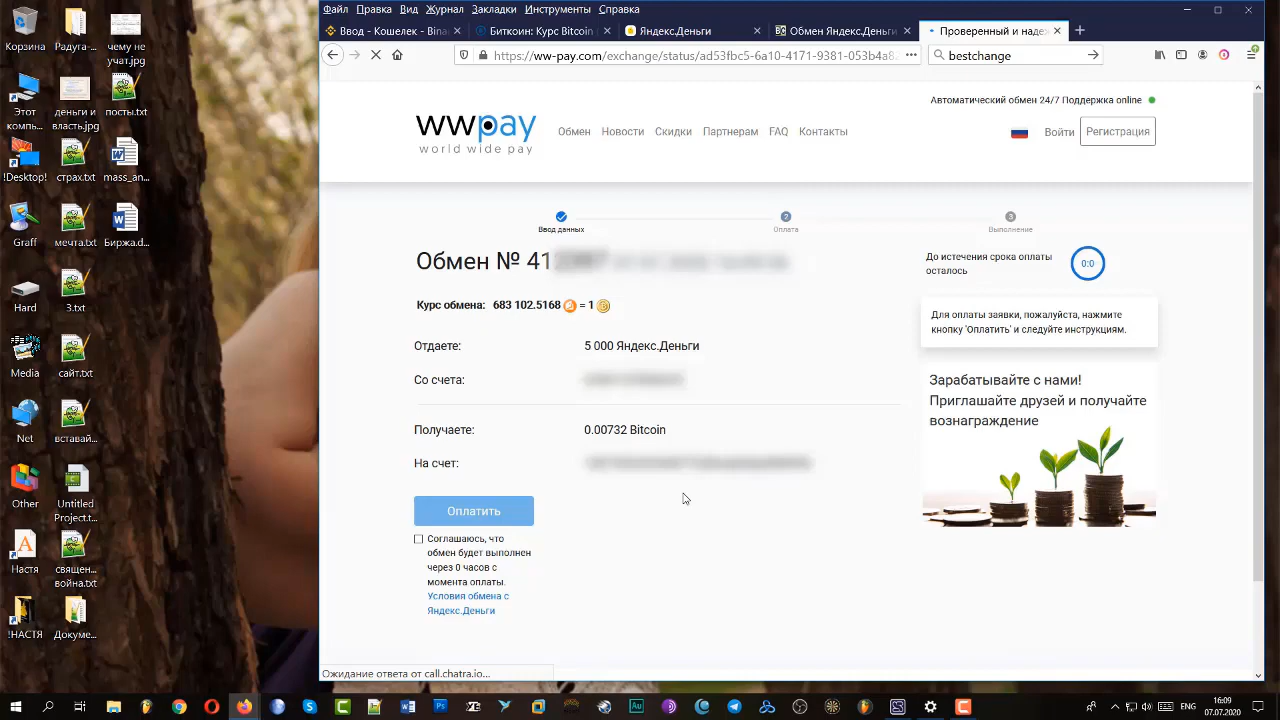 Файл Правка Вид Журнал Закладки Инструменты Справка
Ввод - Кошелек - Bina
Биткоин: Курс Bitcoin
Яндекс.Деньги
Обмен Яндекс.Деньги
Проверенный и наде
https://ww-pay.com/exchange/status/ad53fbc5-6a10-4171-9381-053b4a8
bestchange
Автоматический обмен 24/7 Поддержка online
wwpay
world wide pay
Обмен Новости Скидки Партнерам FAQ Контакты
Войти
Регистрация
2
3
Ввод данных
Оплата
Выполнение
Обмен № 41
До истечения срока оплаты
осталось
0:0
Курс обмена: 683 102.5168 = 1
Для оплаты заявки, пожалуйста, нажмите
кнопку 'Оплатить' и следуйте инструкциям.
Отдаете: 5 000 Яндекс.Деньги
Со счета:
Получаете: 0.00732 Bitcoin
На счет:
Зарабатывайте с нами!
Приглашайте друзей и получайте
вознаграждение
Оплатить
Соглашаюсь, что
обмен будет выполнен
через 0 часов с
момента оплаты.
Условия обмена с
Яндекс.Деньги
Ожидание ответа от call.chatra.io...
Корзина
Радуга-...
чему не
учат.jpg
Этот
компь...
деньги и
власть.jpg
посты.txt
!Desktop!
страх.txt
mass_an...
Graff
мечта.txt
Биржа.d...
Hard
3.txt
Media
сайт.txt
Net
вставай...
Other
Untitled
Project.t...
Настя
священ...
война.txt
!НАСТЯ
Докуме...
16:09
07.07.2020